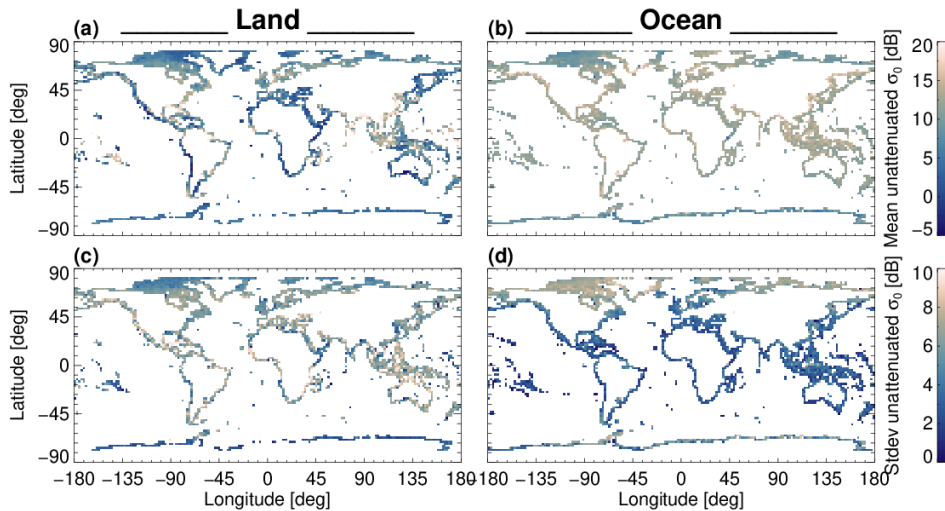 Land Ocean
(a) (b)
90 20
45 15
0 10
−45 5
−90 0
−5
Latitude [deg]
Mean unattenuated σ0 [dB]
(c) (d)
90 10
45 8
0 6
−45 4
−90 2
0
Latitude [deg]
Stdev unattenuated σ0 [dB]
−180 −135 −90 −45 0 45 90 135 −180 −135 −90 −45 0 45 90 135 180
Longitude [deg] Longitude [deg]